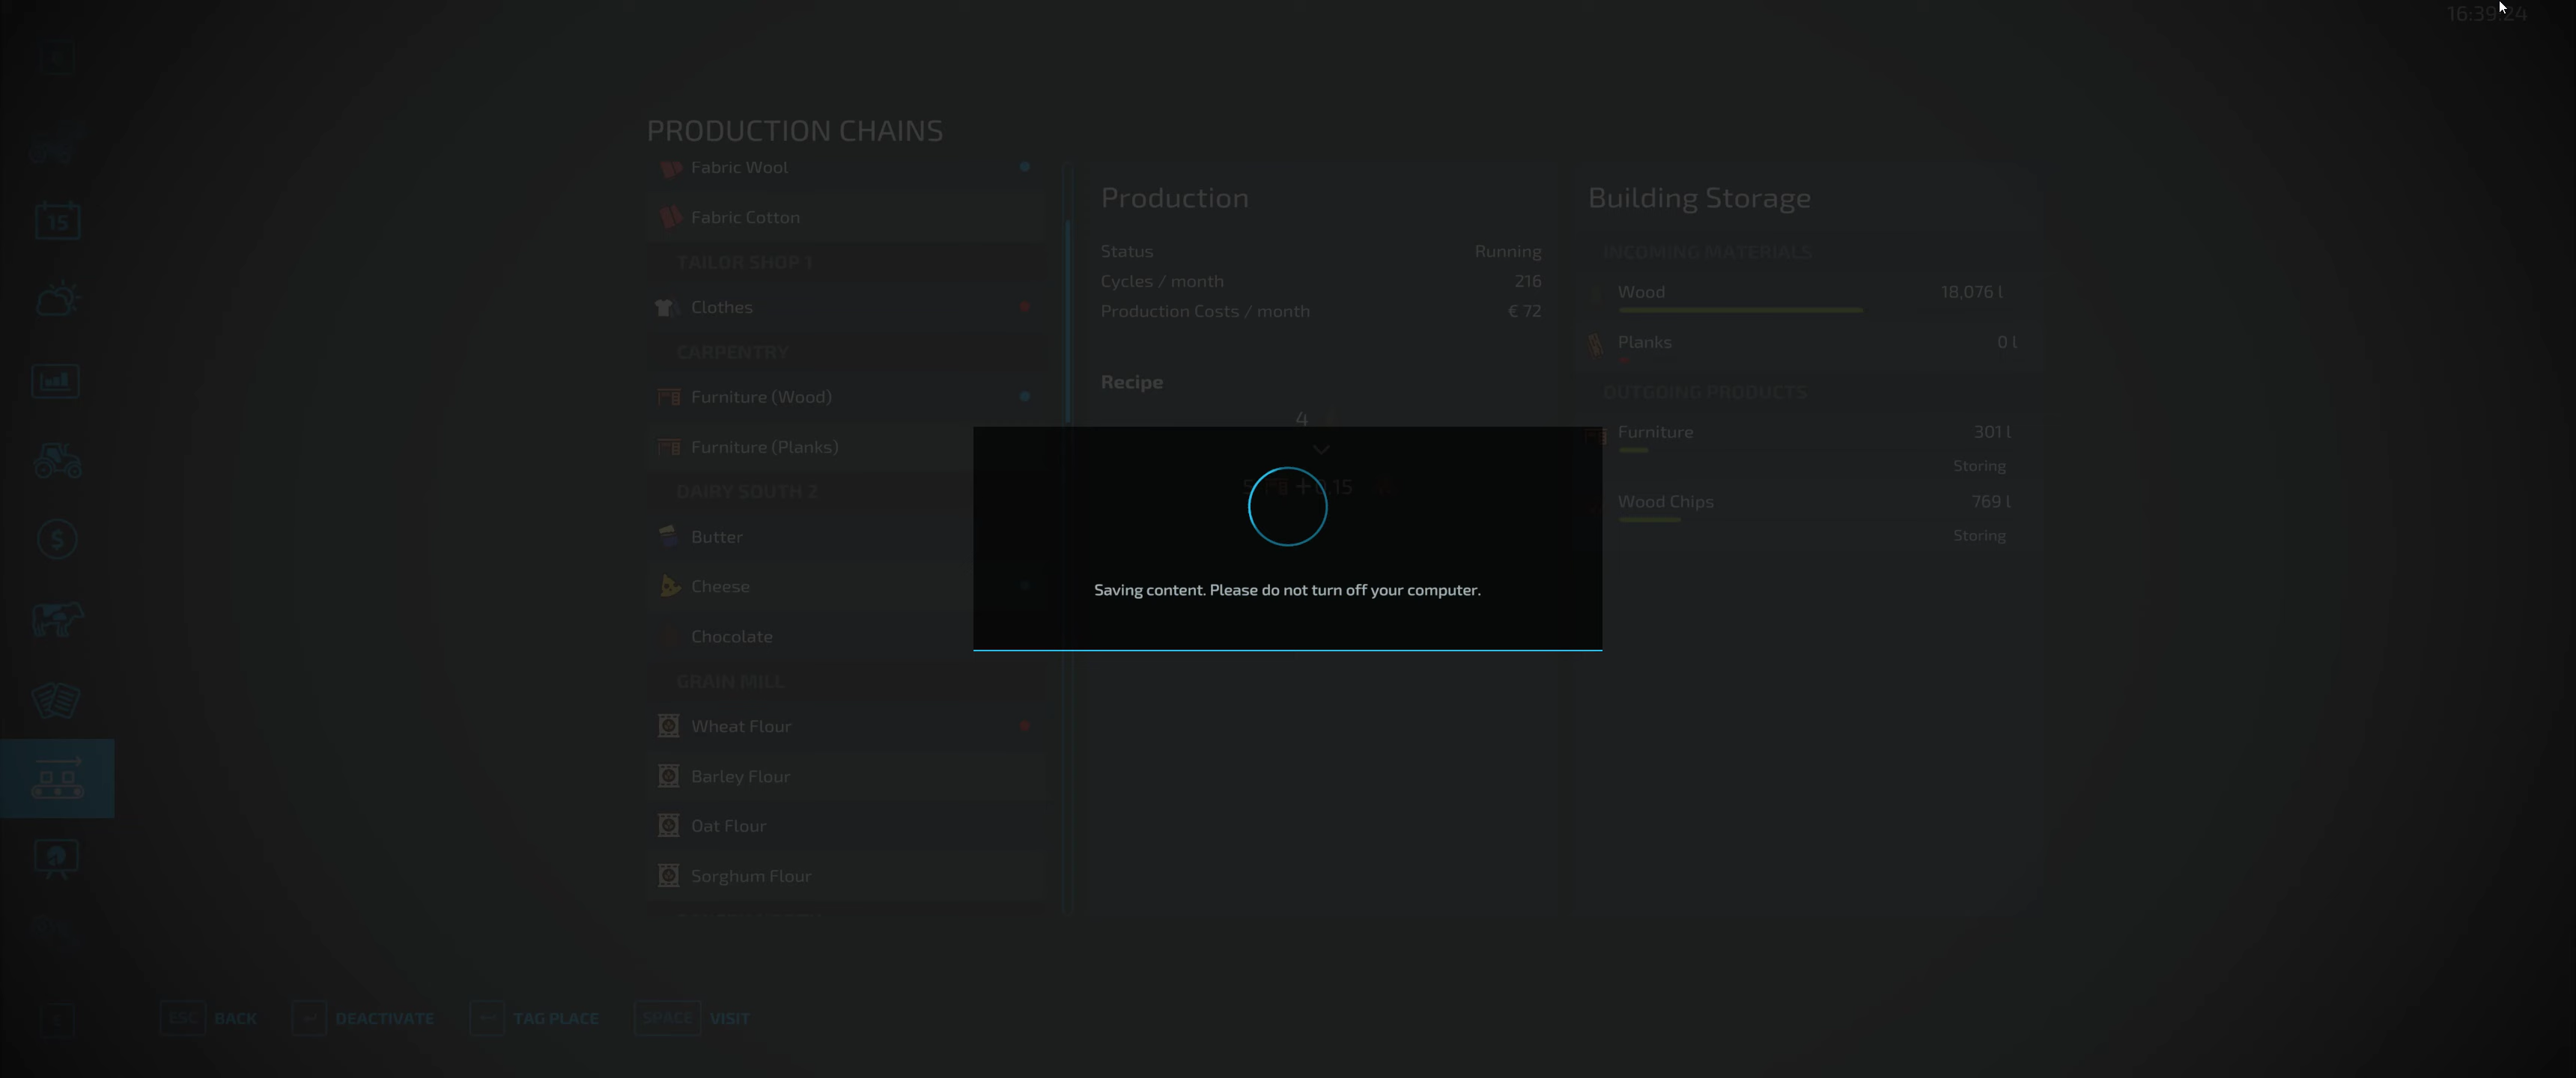 16:39:24
PRODUCTION CHAINS
Fabric Wool
Fabric Cotton
TAILOR SHOP 1
Clothes
CARPENTRY
Furniture (Wood)
Furniture (Planks)
DAIRY SOUTH 2
Butter
Cheese
Chocolate
GRAIN MILL
Wheat Flour
Barley Flour
Oat Flour
Sorghum Flour
Production
Status Running
Cycles / month 216
Production Costs / month € 72
Recipe
4
5 + 0.15
Building Storage
INCOMING MATERIALS
Wood 18,076 l
Planks 0 l
OUTGOING PRODUCTS
Furniture 301 l
Storing
Wood Chips 769 l
Storing
Saving content. Please do not turn off your computer.
15
$
ESC BACK
DEACTIVATE
TAG PLACE
SPACE VISIT